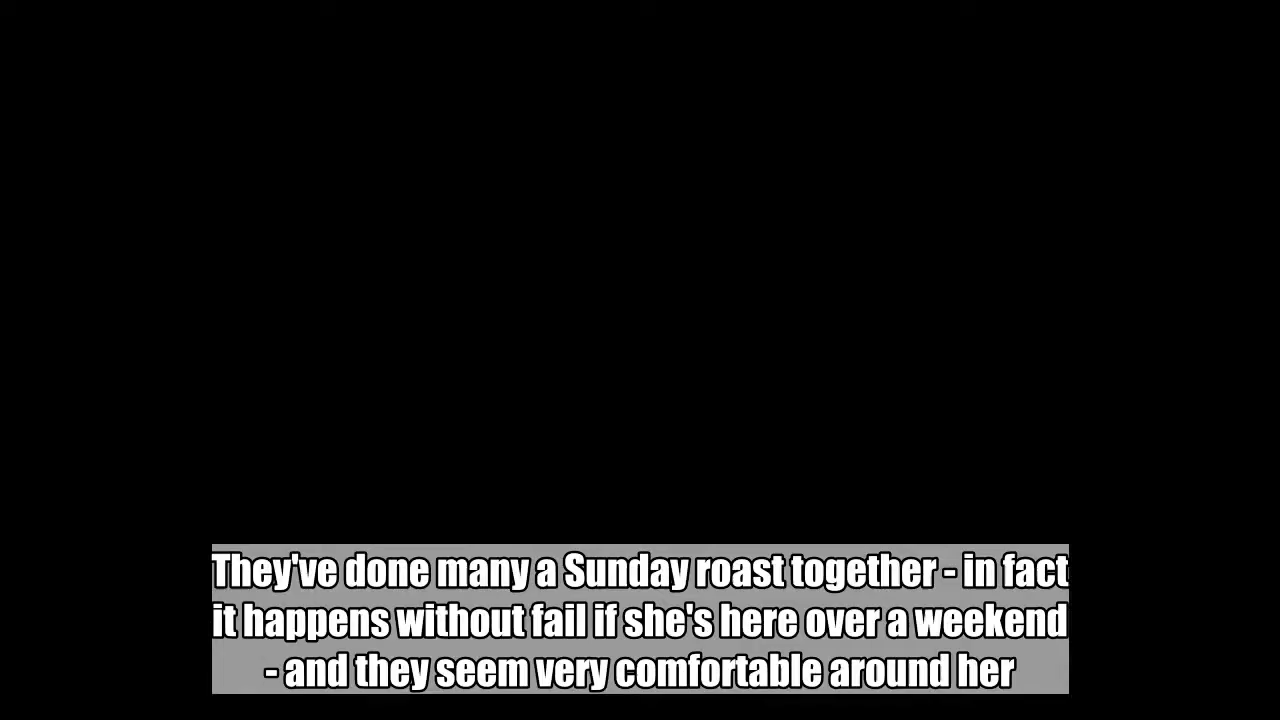 They've done many a Sunday roast together - in fact
it happens without fail if she's here over a weekend
- and they seem very comfortable around her